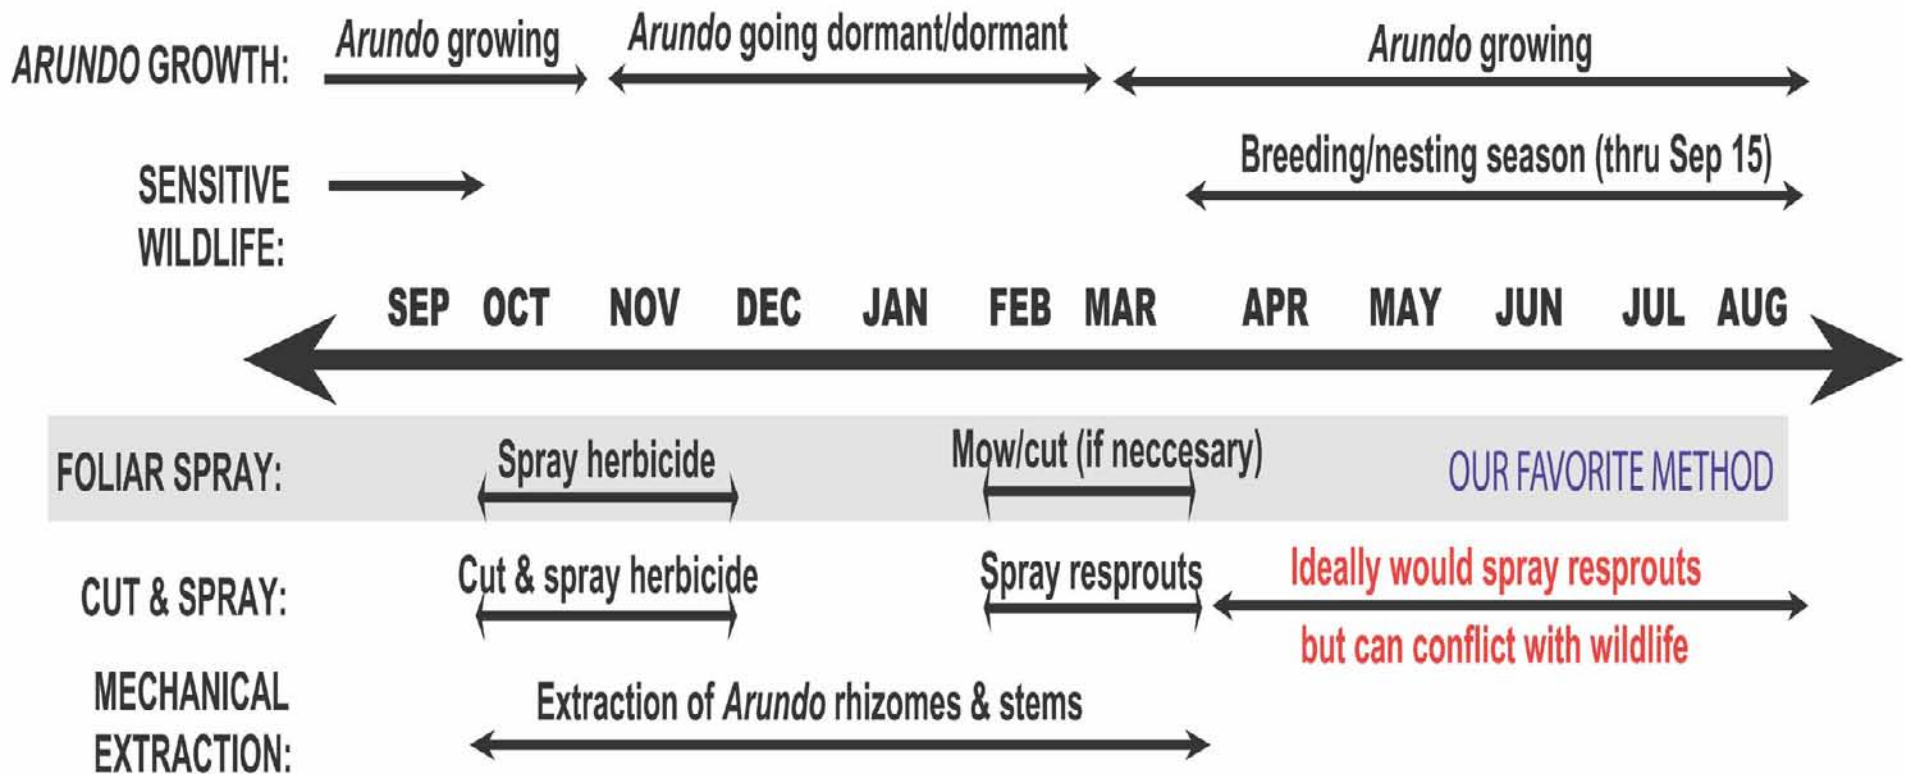 ARUNDO GROWTH:
Arundo growing
Arundo going dormant/dormant
Arundo growing
SENSITIVE
WILDLIFE:
Breeding/nesting season (thru Sep 15)
SEP OCT NOV DEC JAN FEB MAR APR MAY JUN JUL AUG
FOLIAR SPRAY:
Spray herbicide
Mow/cut (if neccesary)
OUR FAVORITE METHOD
CUT & SPRAY:
Cut & spray herbicide
Spray resprouts
Ideally would spray resprouts
but can conflict with wildlife
MECHANICAL
EXTRACTION:
Extraction of Arundo rhizomes & stems